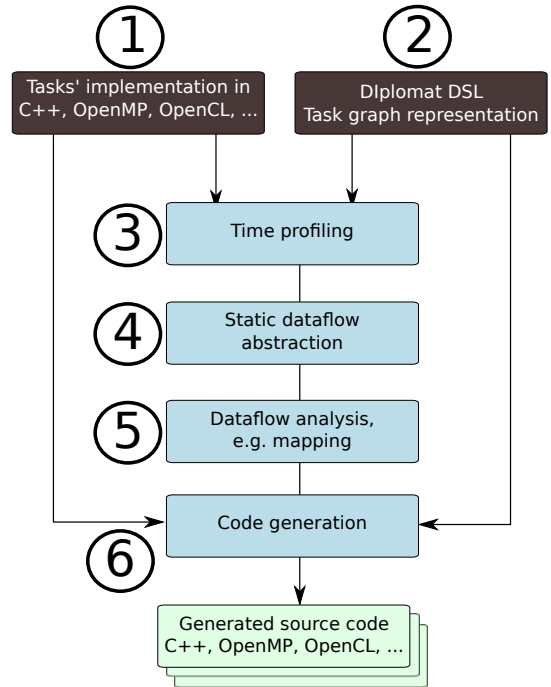 1
2
Tasks' implementation in
C++, OpenMP, OpenCL, ...
DIplomat DSL
Task graph representation
3
Time profiling
4
Static dataflow
abstraction
5
Dataflow analysis,
e.g. mapping
Code generation
6
Generated source code
C++, OpenMP, OpenCL, ...